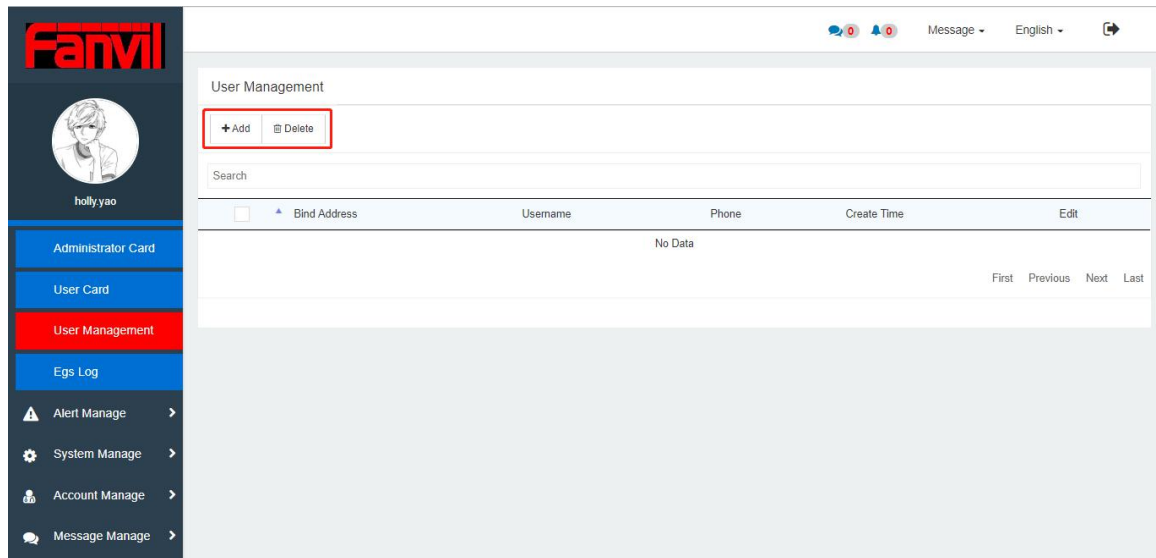 Fanvil
0 0 Message English
User Management
+ Add Delete
Search
holly.yao
Bind Address Username Phone Create Time Edit
No Data
First Previous Next Last
Administrator Card
User Card
User Management
Egs Log
Alert Manage
System Manage
Account Manage
Message Manage